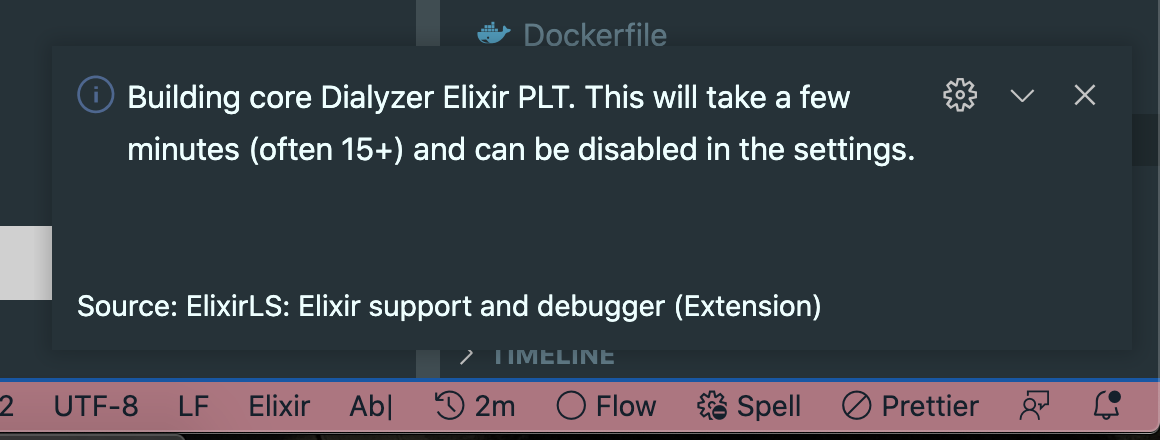 Dockerfile
Building core Dialyzer Elixir PLT. This will take a few
minutes (often 15+) and can be disabled in the settings.
Source: ElixirLS: Elixir support and debugger (Extension)
TIMELINE
2 UTF-8 LF Elixir Ab| 2m Flow Spell Prettier